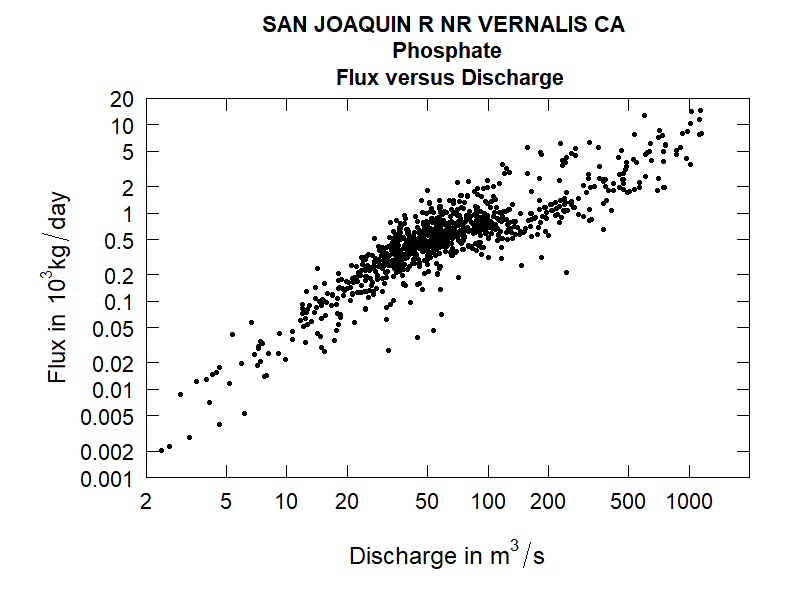 SAN JOAQUIN R NR VERNALIS CA
Phosphate
Flux versus Discharge
Flux in 10³kg/day
20
10
5
2
1
0.5
0.2
0.1
0.05
0.02
0.01
0.005
0.002
0.001
2 5 10 20 50 100 200 500 1000
Discharge in m³/s